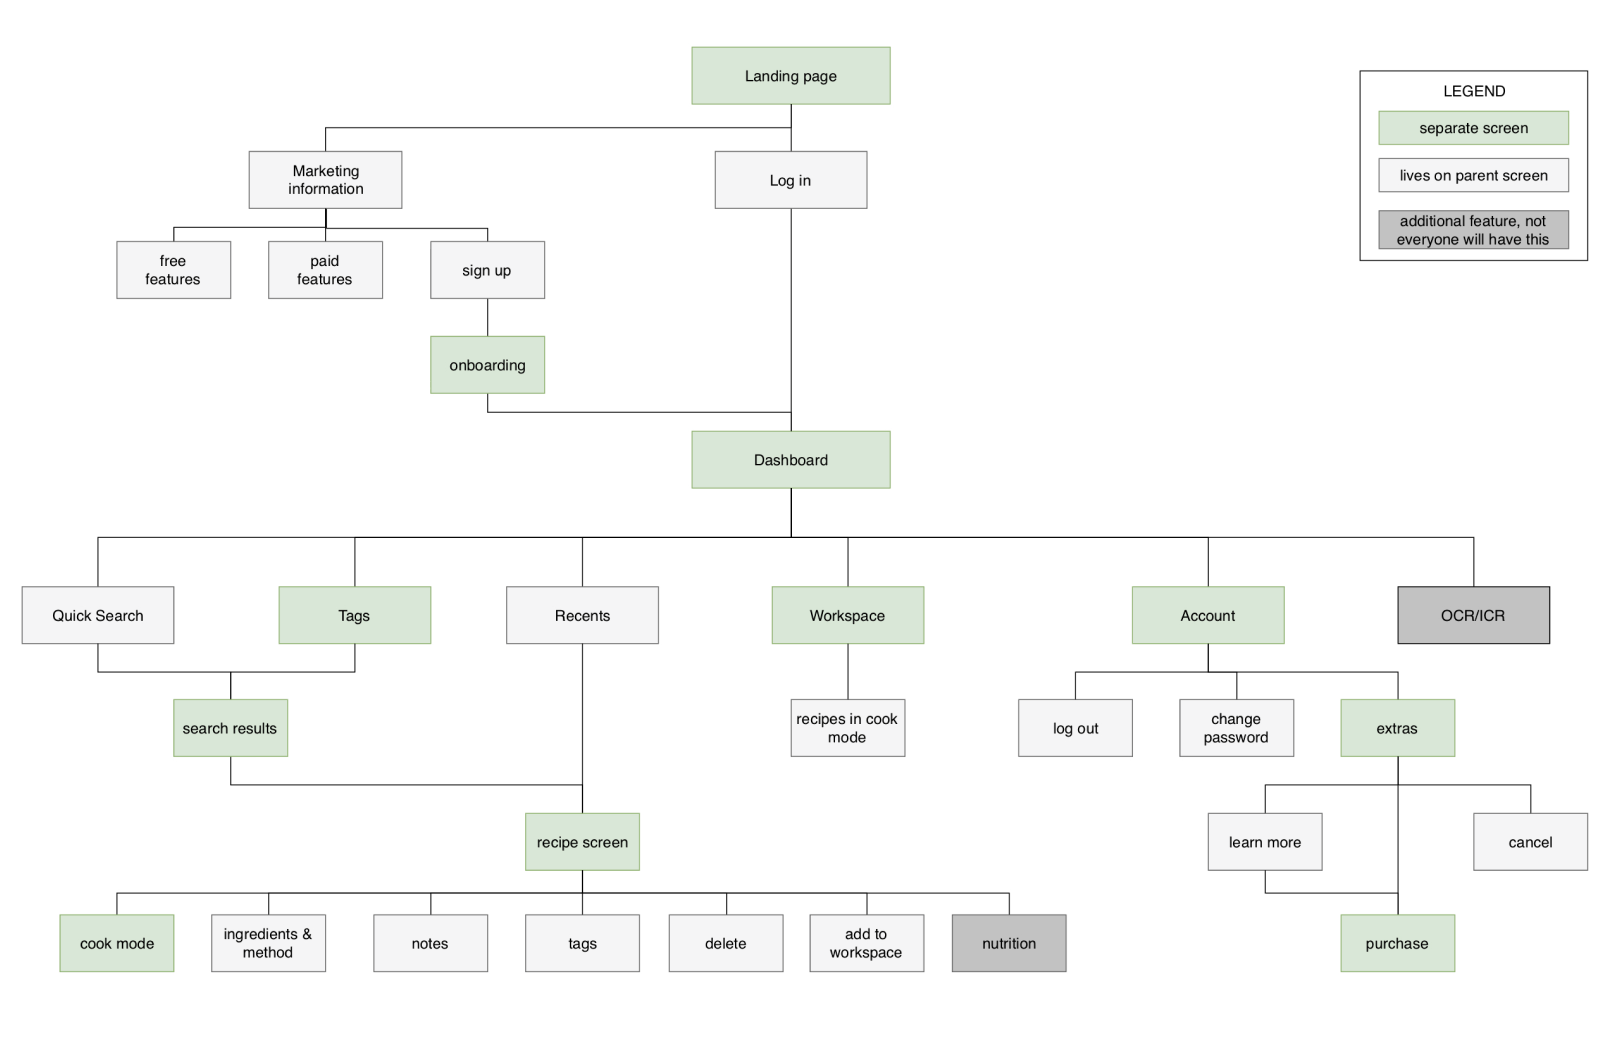 Landing page
LEGEND
separate screen
lives on parent screen
additional feature, not
everyone will have this
Marketing
information
Log in
free
features
paid
features
sign up
onboarding
Dashboard
Quick Search
Tags
Recents
Workspace
Account
OCR/ICR
search results
recipes in cook
mode
log out
change
password
extras
recipe screen
learn more
cancel
cook mode
ingredients &
method
notes
tags
delete
add to
workspace
nutrition
purchase